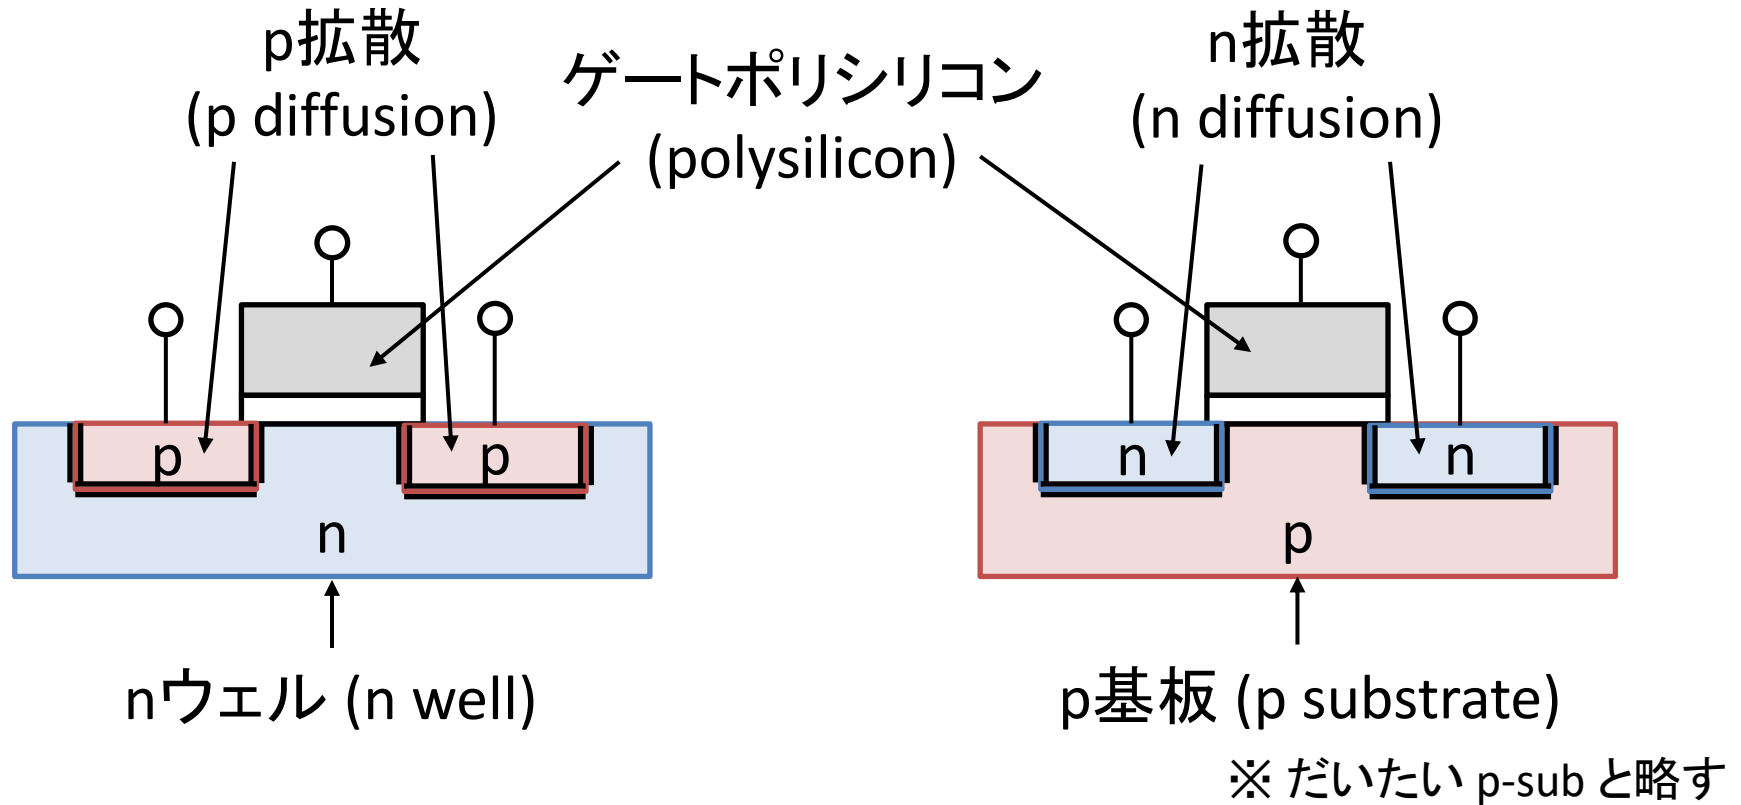 p拡散
(p diffusion)
ゲートポリシリコン
(polysilicon)
n拡散
(n diffusion)
p
p
n
n
n
p
nウェル (n well)
p基板 (p substrate)
※ だいたい p-sub と略す